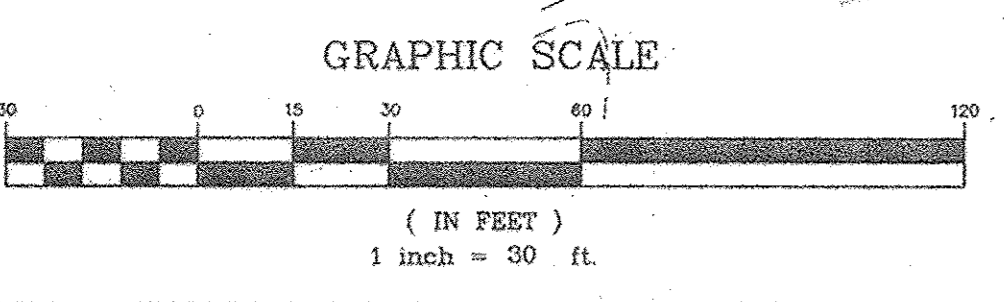 GRAPHIC SCALE
30 0 15 30 60 120
( IN FEET )
1 inch = 30 ft.